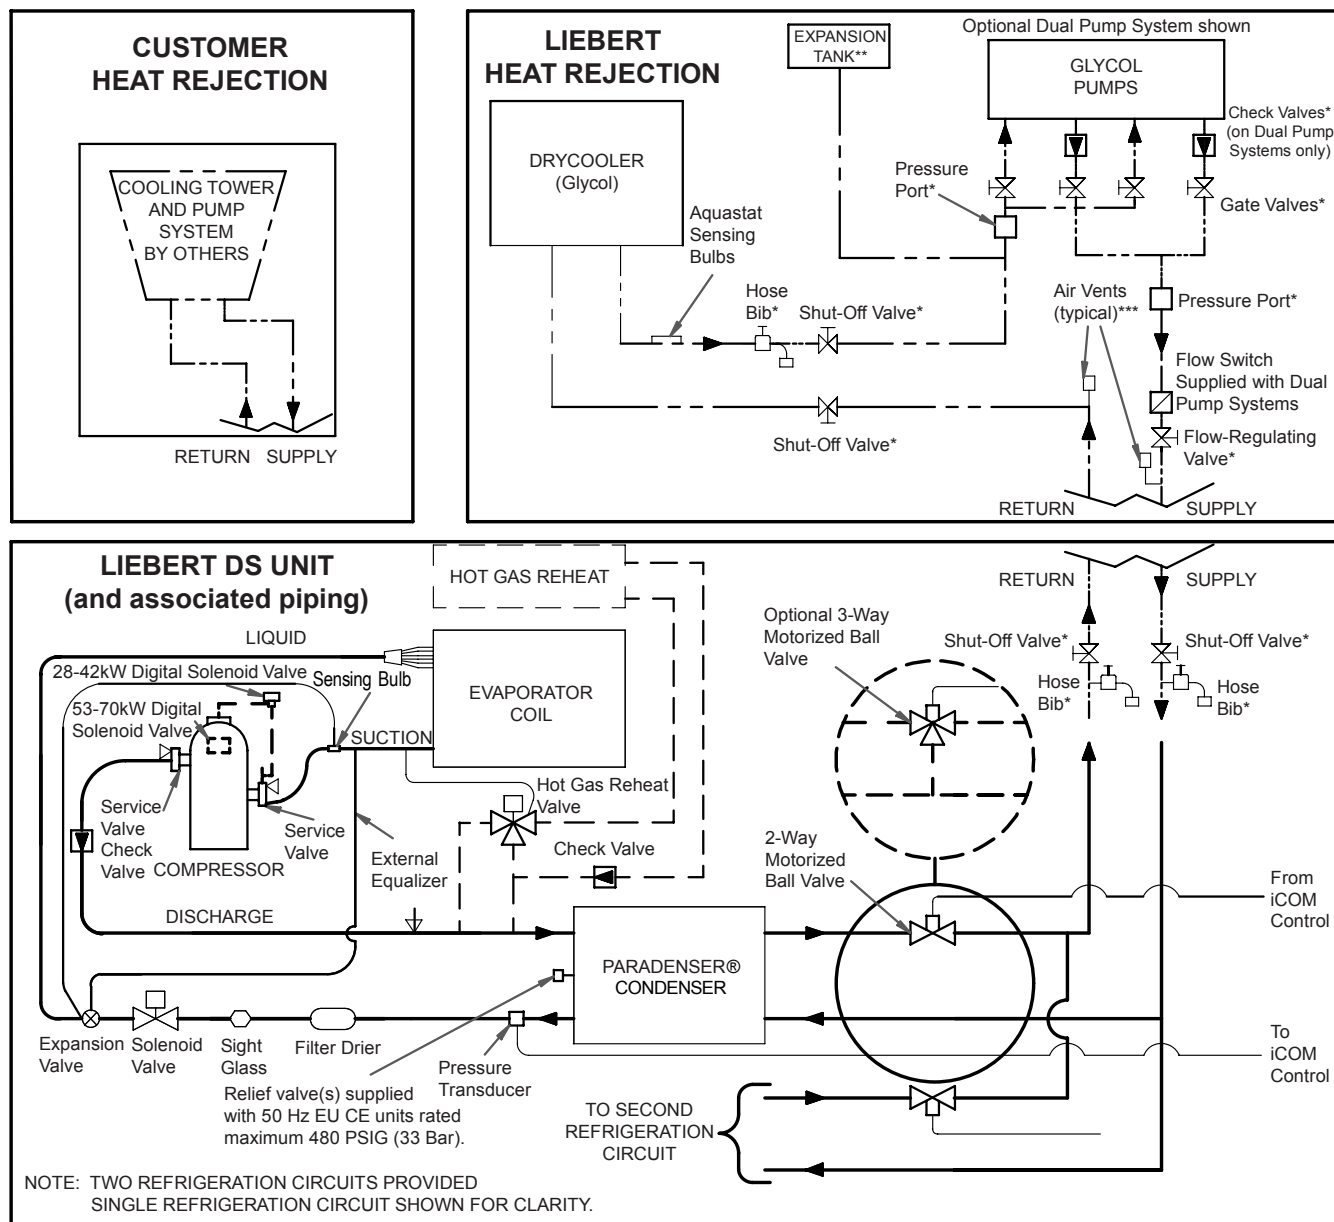 CUSTOMER
HEAT REJECTION
COOLING TOWER
AND PUMP
SYSTEM
BY OTHERS
RETURN SUPPLY
LIEBERT
HEAT REJECTION
EXPANSION
TANK**
Optional Dual Pump System shown
GLYCOL
PUMPS
Check Valves*
(on Dual Pump
Systems only)
DRYCOOLER
(Glycol)
Pressure
Port*
Gate Valves*
Aquastat
Sensing
Bulbs
Hose
Bib*
Shut-Off Valve*
Air Vents
(typical)***
Pressure Port*
Flow Switch
Supplied with Dual
Pump Systems
Shut-Off Valve*
Flow-Regulating
Valve*
RETURN
SUPPLY
LIEBERT DS UNIT
(and associated piping)
HOT GAS REHEAT
RETURN
SUPPLY
Optional 3-Way
Motorized Ball
Valve
Shut-Off Valve*
Shut-Off Valve*
LIQUID
28-42kW Digital Solenoid Valve
Sensing Bulb
EVAPORATOR
COIL
Hose
Bib*
Hose
Bib*
53-70kW Digital
Solenoid Valve
SUCTION
Hot Gas Reheat
Valve
Service
Valve
Check
Valve
Service
Valve
COMPRESSOR
External
Equalizer
Check Valve
2-Way
Motorized
Ball Valve
From
iCOM
Control
DISCHARGE
PARADENSER®
CONDENSER
Expansion
Valve
Solenoid
Valve
Sight
Glass
Filter Drier
Pressure
Transducer
To
iCOM
Control
Relief valve(s) supplied
with 50 Hz EU CE units rated
maximum 480 PSIG (33 Bar).
TO SECOND
REFRIGERATION
CIRCUIT
NOTE: TWO REFRIGERATION CIRCUITS PROVIDED
SINGLE REFRIGERATION CIRCUIT SHOWN FOR CLARITY.